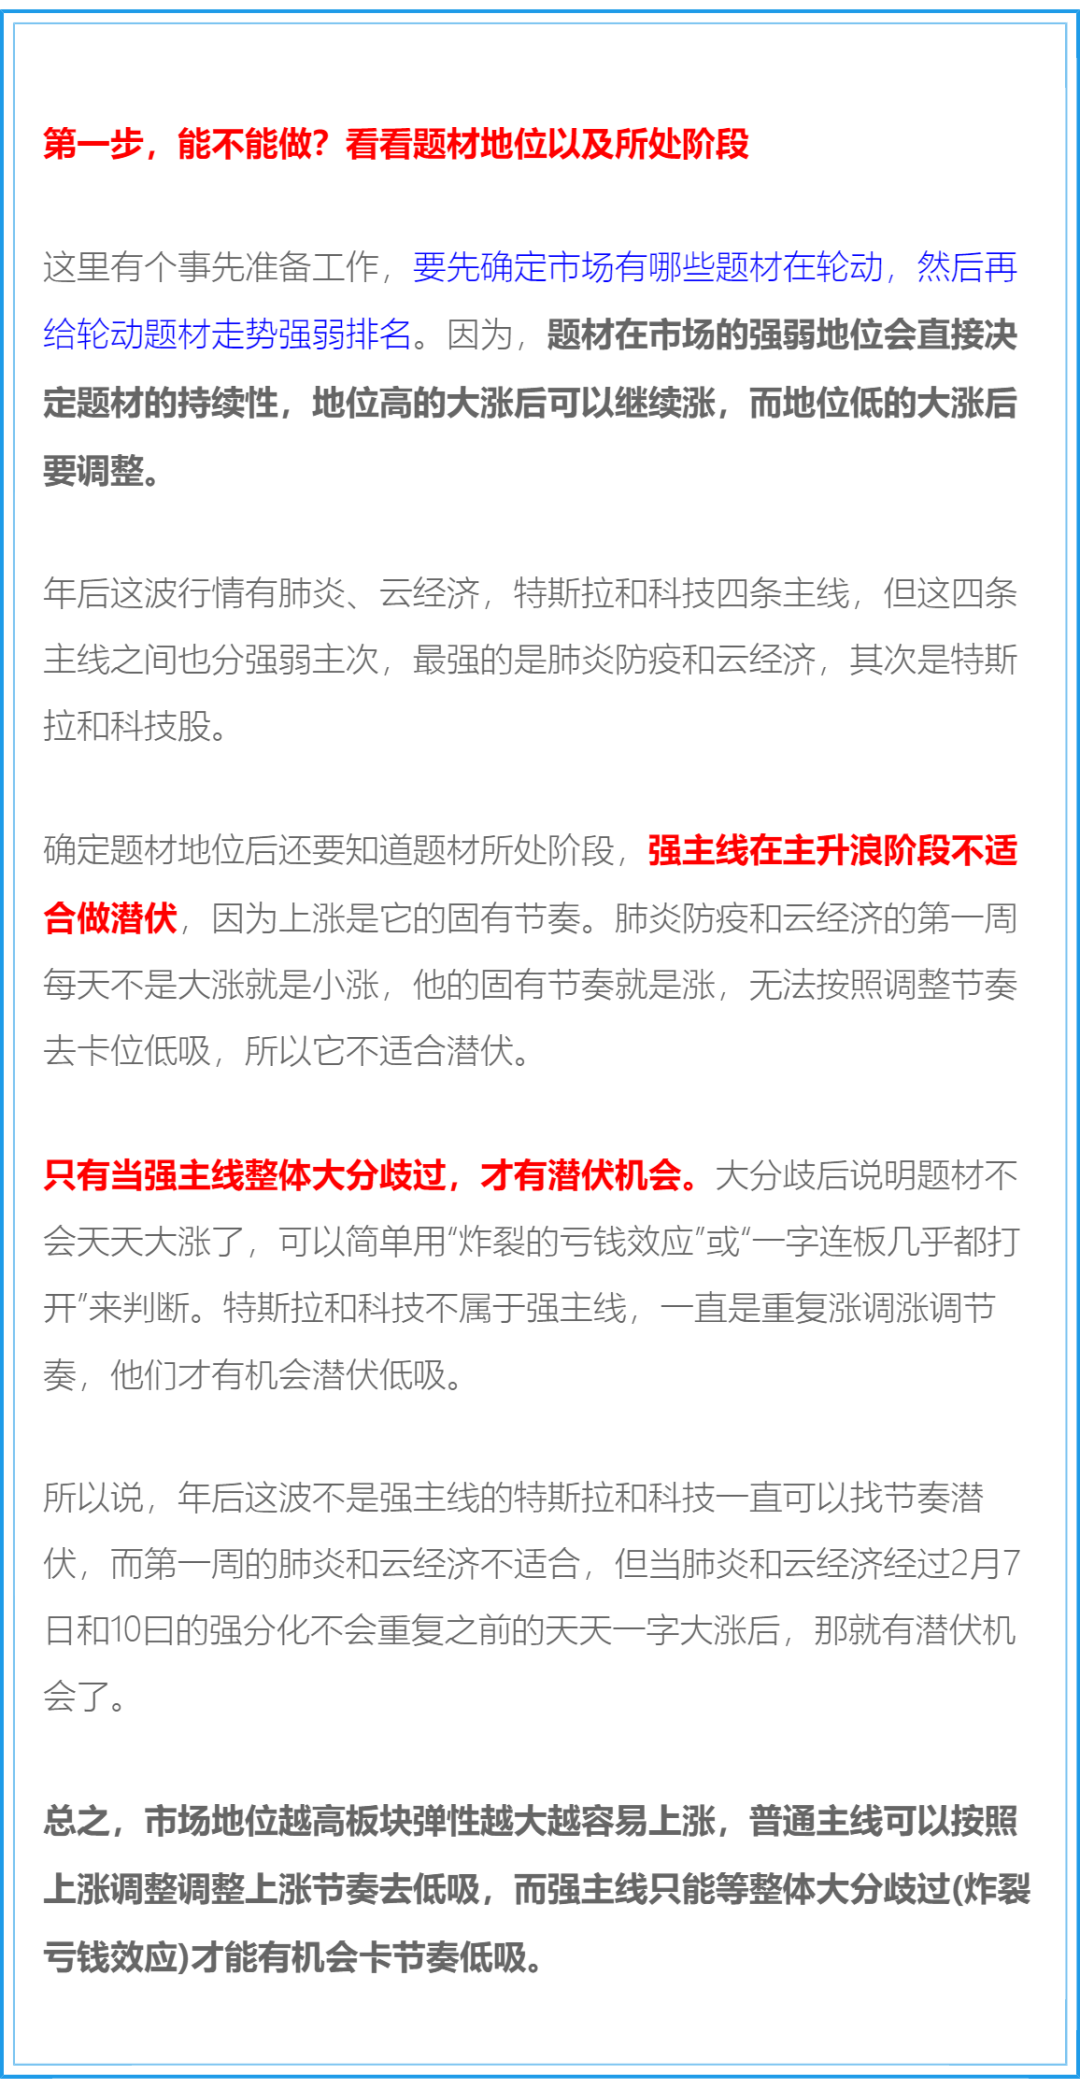 第一步，能不能做？看看题材地位以及所处阶段
这里有个事先准备工作，要先确定市场有哪些题材在轮动，然后再
给轮动题材走势强弱排名。因为，题材在市场的强弱地位会直接决
定题材的持续性，地位高的大涨后可以继续涨，而地位低的大涨后
要调整。
年后这波行情有肺炎、云经济，特斯拉和科技四条主线，但这四条
主线之间也分强弱主次，最强的是肺炎防疫和云经济，其次是特斯
拉和科技股。
确定题材地位后还要知道题材所处阶段，强主线在主升浪阶段不适
合做潜伏，因为上涨是它的固有节奏。肺炎防疫和云经济的第一周
每天不是大涨就是小涨，他的固有节奏就是涨，无法按照调整节奏
去卡位低吸，所以它不适合潜伏。
只有当强主线整体大分歧过，才有潜伏机会。大分歧后说明题材不
会天天大涨了，可以简单用“炸裂的亏钱效应”或“一字连板几乎都打
开”来判断。特斯拉和科技不属于强主线，一直是重复涨调涨调节
奏，他们才有机会潜伏低吸。
所以说，年后这波不是强主线的特斯拉和科技一直可以找节奏潜
伏，而第一周的肺炎和云经济不适合，但当肺炎和云经济经过2月7
日和10日的强分化不会重复之前的天天一字大涨后，那就有潜伏机
会了。
总之，市场地位越高板块弹性越大越容易上涨，普通主线可以按照
上涨调整调整上涨节奏去低吸，而强主线只能等整体大分歧过(炸裂
亏钱效应)才能有机会卡节奏低吸。